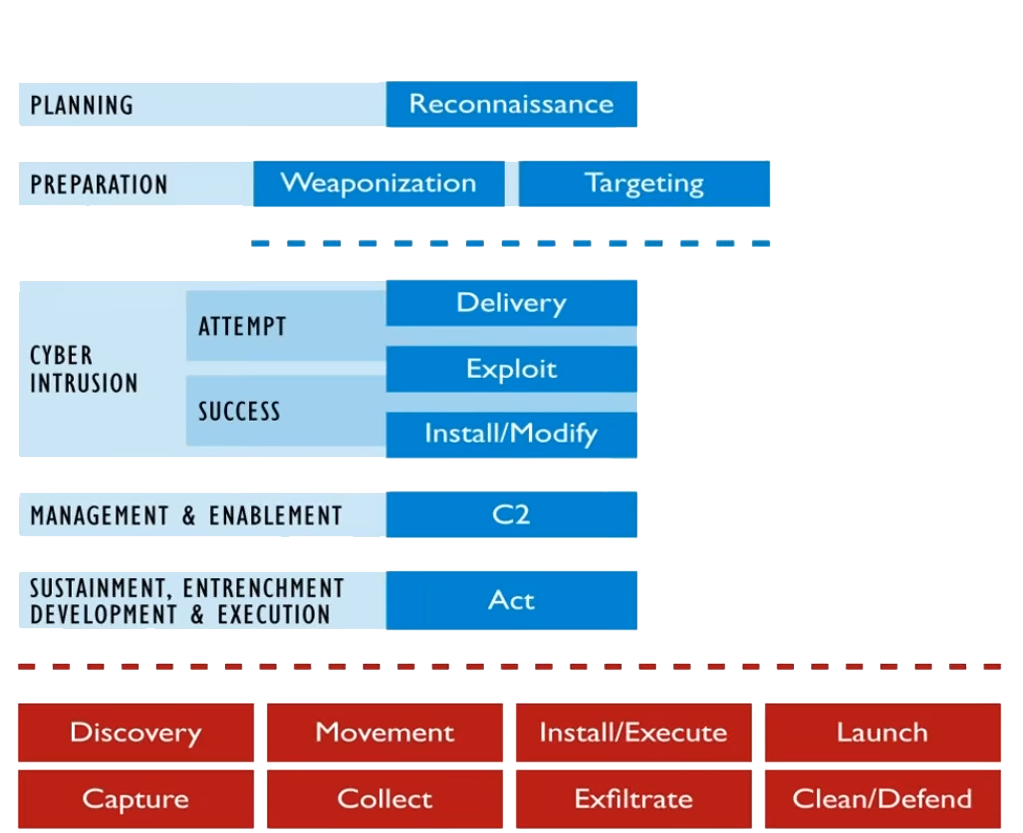 PLANNING
Reconnaissance
PREPARATION
Weaponization
Targeting
CYBER
INTRUSION
ATTEMPT
Delivery
Exploit
SUCCESS
Install/Modify
MANAGEMENT & ENABLEMENT
C2
SUSTAINMENT, ENTRENCHMENT
DEVELOPMENT & EXECUTION
Act
Discovery
Movement
Install/Execute
Launch
Capture
Collect
Exfiltrate
Clean/Defend